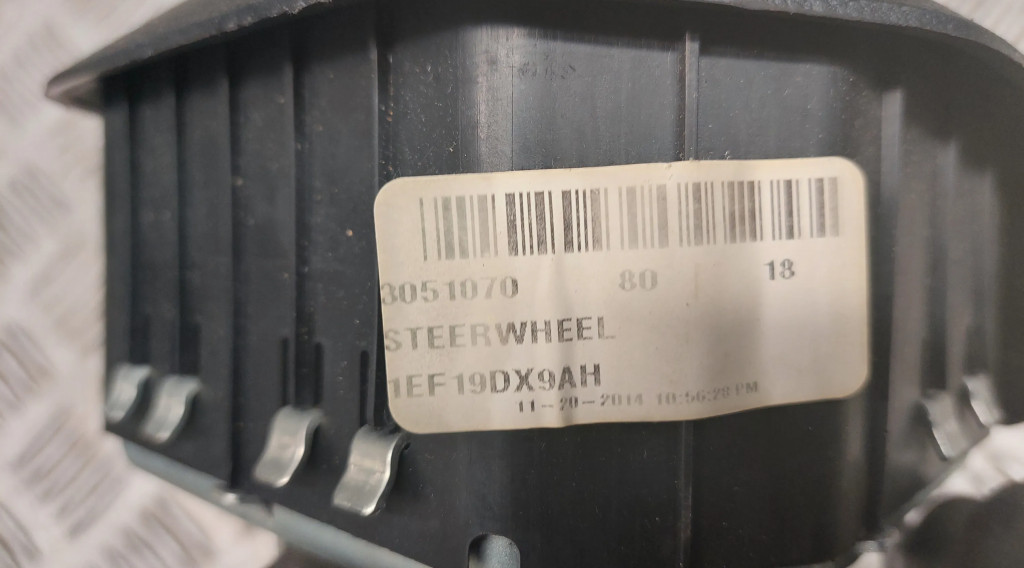 3051070 80 18
STEERWHEEL
1EF19DX9AH
11-20-2014 10:56:28 PM